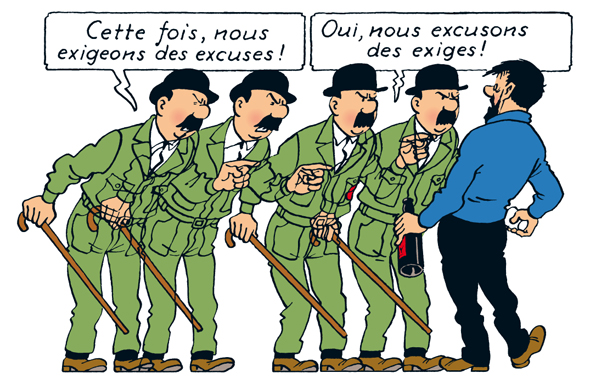 Cette fois, nous
exigeons des excuses!
Oui, nous excusons
des exiges!